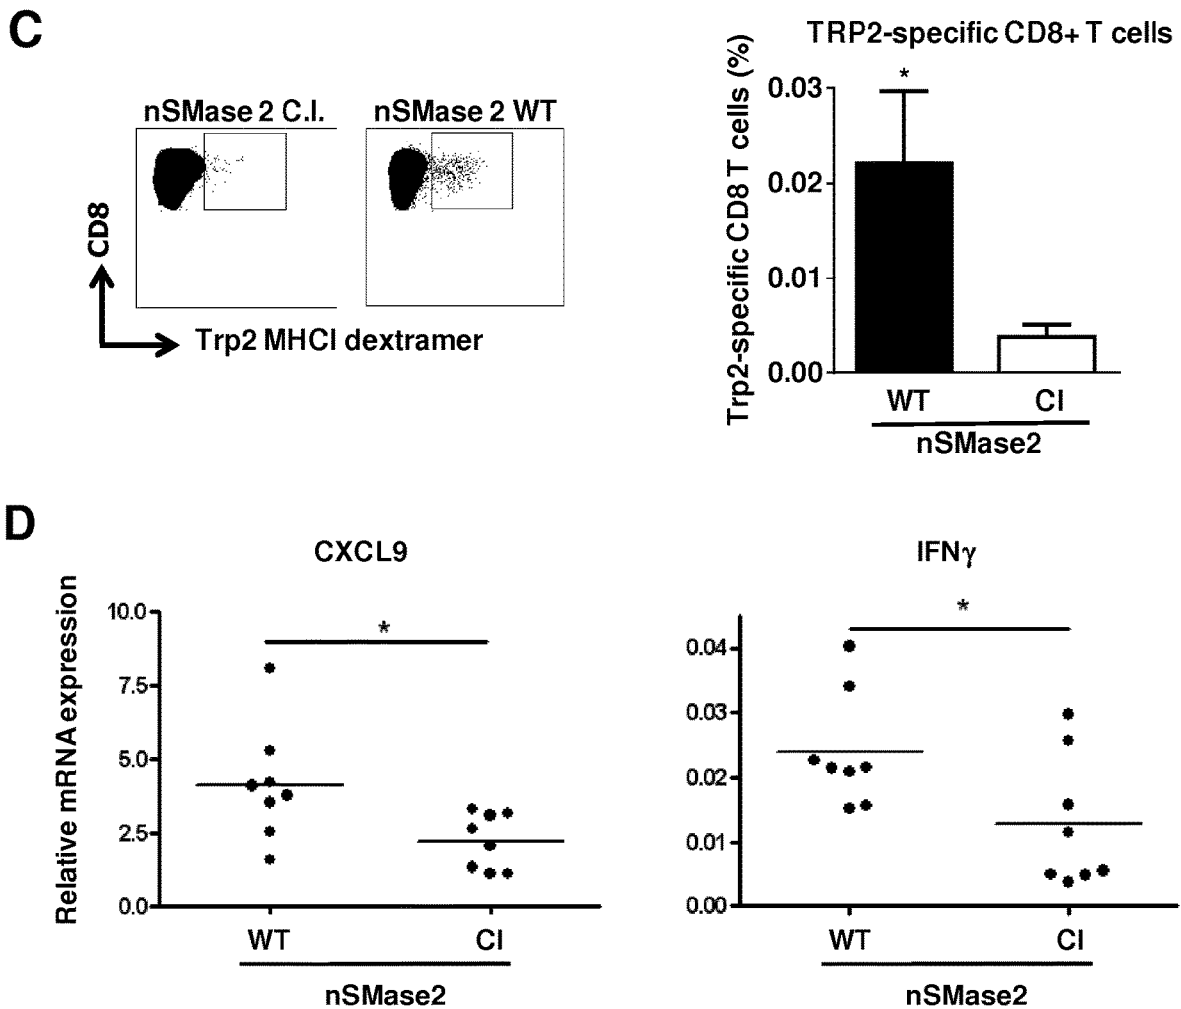 C
nSMase 2 C.I.
nSMase 2 WT
CD8
Trp2 MHCI dextramer
TRP2-specific CD8+ T cells
Trp2-specific CD8 T cells (%)
*
0.03
0.02
0.01
0.00
WT
CI
nSMase2
D
CXCL9
Relative mRNA expression
10.0
7.5
5.0
2.5
0.0
*
WT
CI
nSMase2
IFNγ
0.04
0.03
0.02
0.01
0.00
*
WT
CI
nSMase2